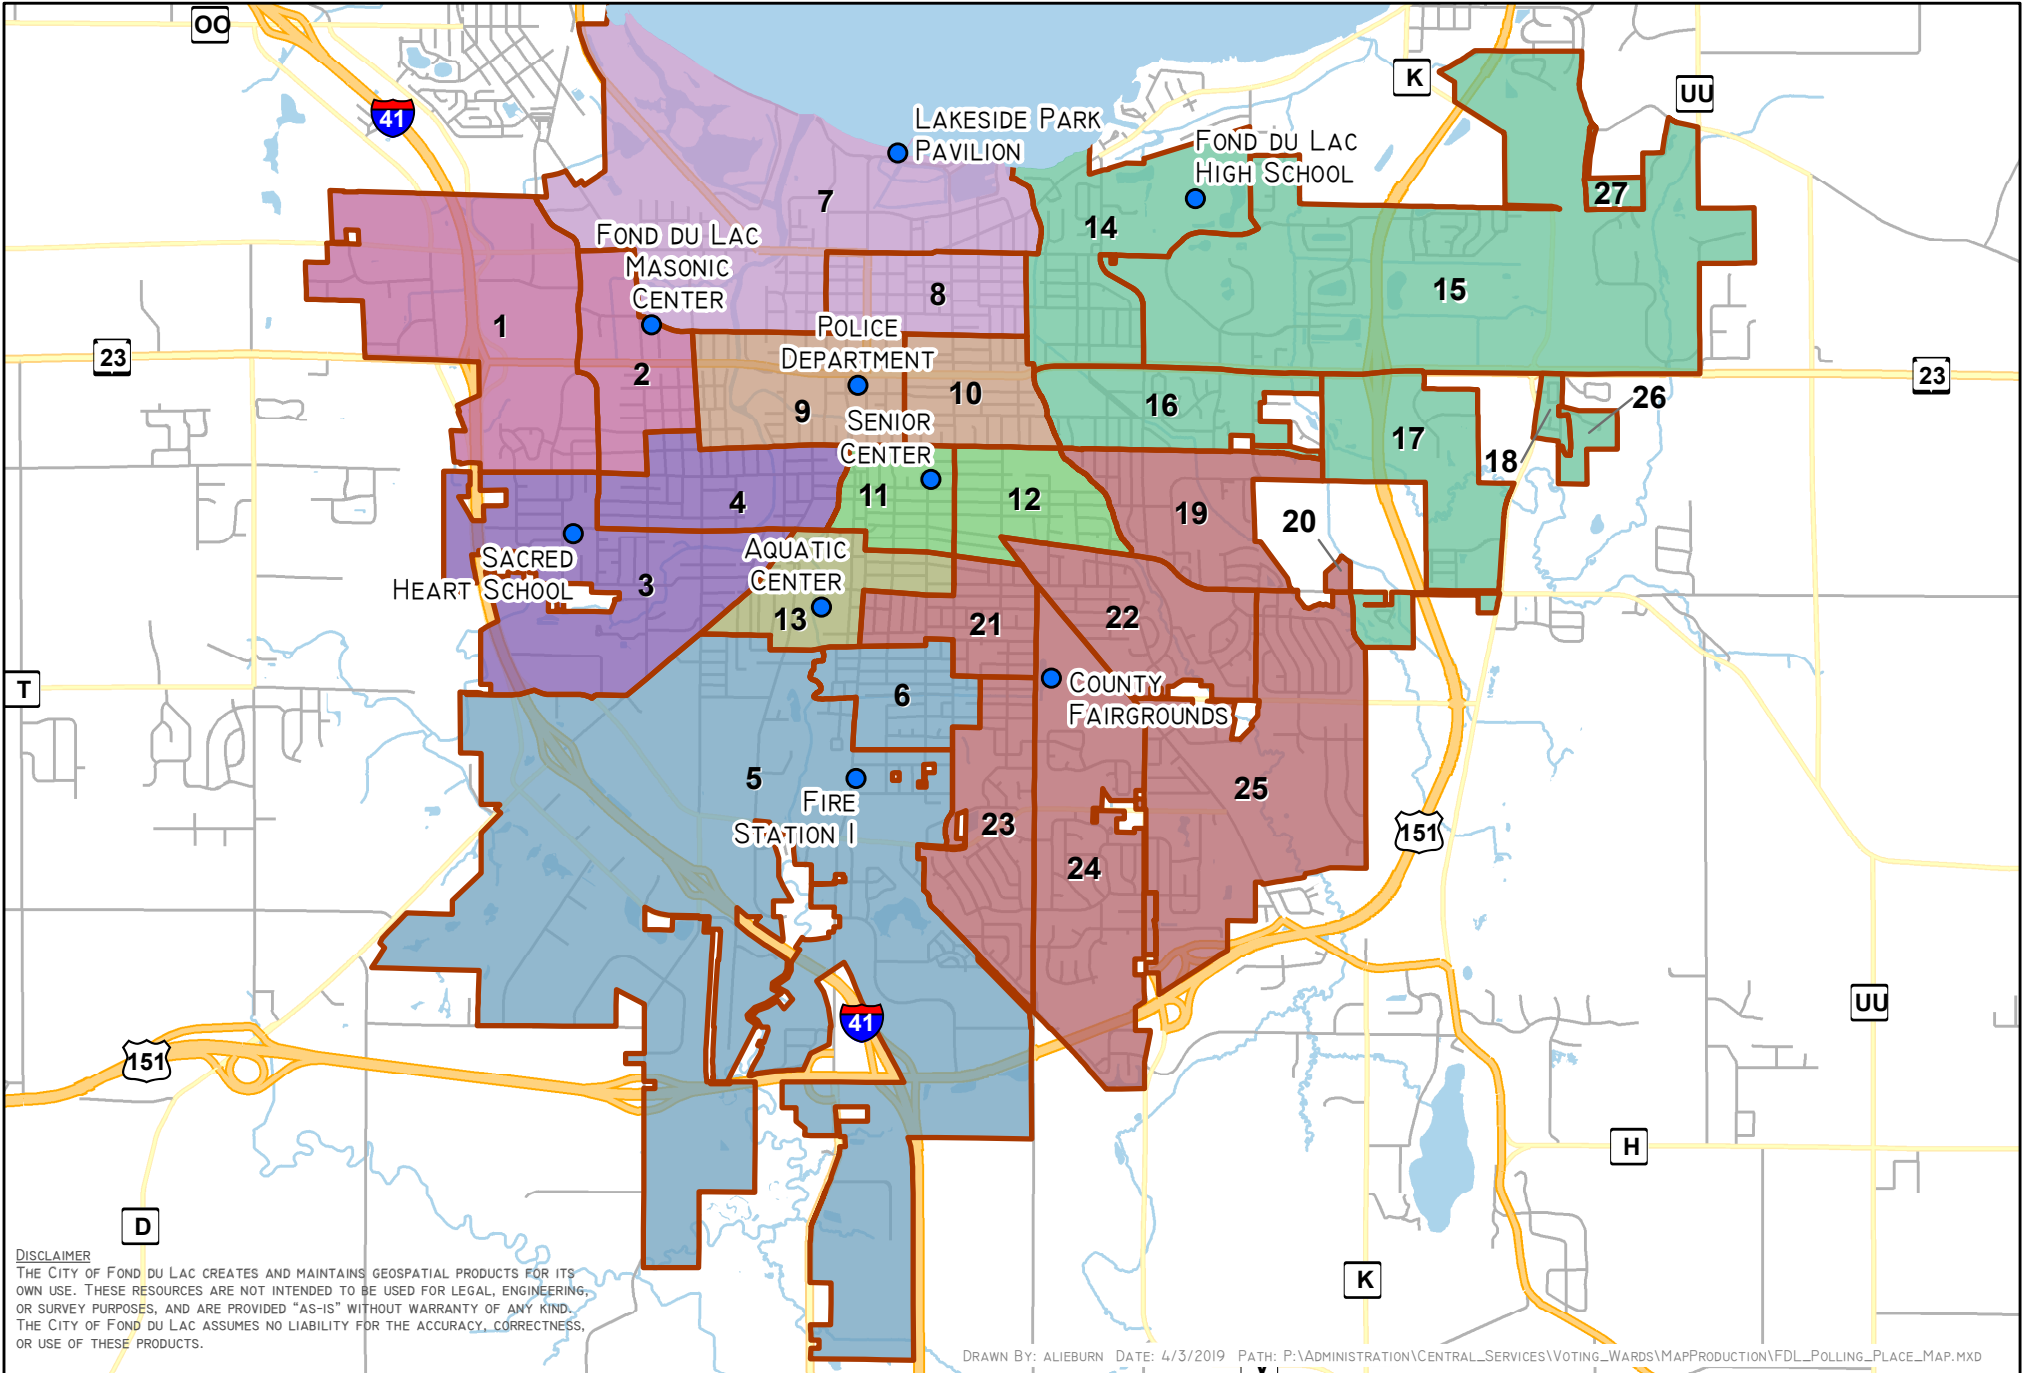 OO
41
K
UU
LAKESIDE PARK
PAVILION
FOND DU LAC
HIGH SCHOOL
27
7
14
FOND DU LAC
MASONIC
CENTER
8
15
1
POLICE
DEPARTMENT
23
2
9
10
16
17
26
23
18
SENIOR
CENTER
4
11
12
19
20
SACRED
HEART SCHOOL
3
AQUATIC
CENTER
13
21
22
T
6
COUNTY
FAIRGROUNDS
5
FIRE
STATION 1
23
24
25
151
41
151
UU
H
D
K
DISCLAIMER
THE CITY OF FOND DU LAC CREATES AND MAINTAINS GEOSPATIAL PRODUCTS FOR ITS
OWN USE. THESE RESOURCES ARE NOT INTENDED TO BE USED FOR LEGAL, ENGINEERING,
OR SURVEY PURPOSES, AND ARE PROVIDED "AS-IS" WITHOUT WARRANTY OF ANY KIND.
THE CITY OF FOND DU LAC ASSUMES NO LIABILITY FOR THE ACCURACY, CORRECTNESS,
OR USE OF THESE PRODUCTS.
DRAWN BY: ALIEBURN DATE: 4/3/2019 PATH: P:\ADMINISTRATION\CENTRAL_SERVICES\VOTING_WARDS\MAPPRODUCTION\FDL_POLLING_PLACE_MAP.MXD